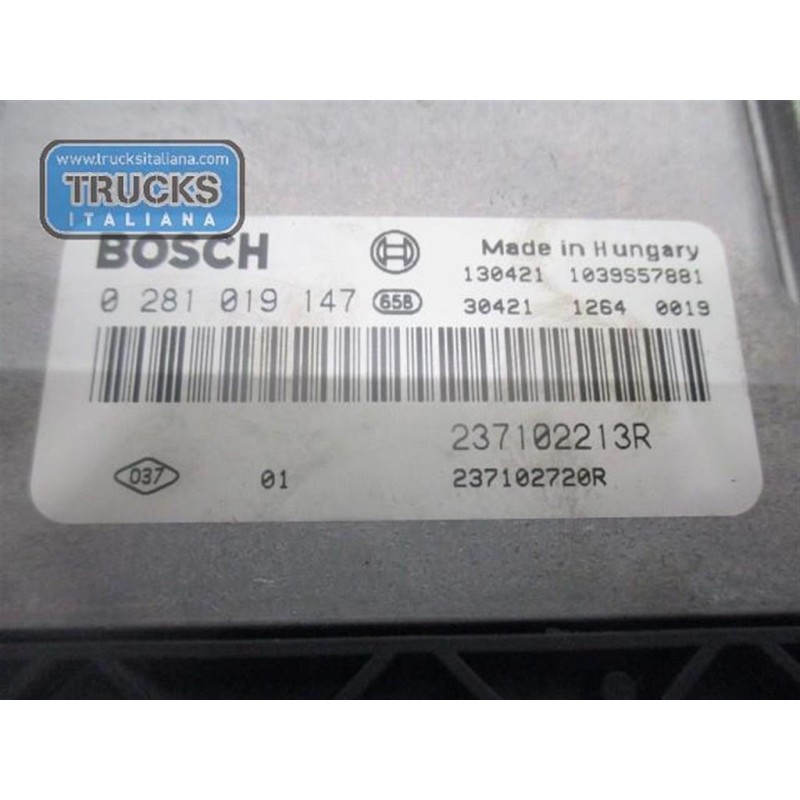 www.trucksitaliana.com
TRUCKS
ITALIANA
BOSCH
Made in Hungary
130421 1039S57881
0 281 019 147 65B
30421 1264 0019
237102213R
037 01 237102720R